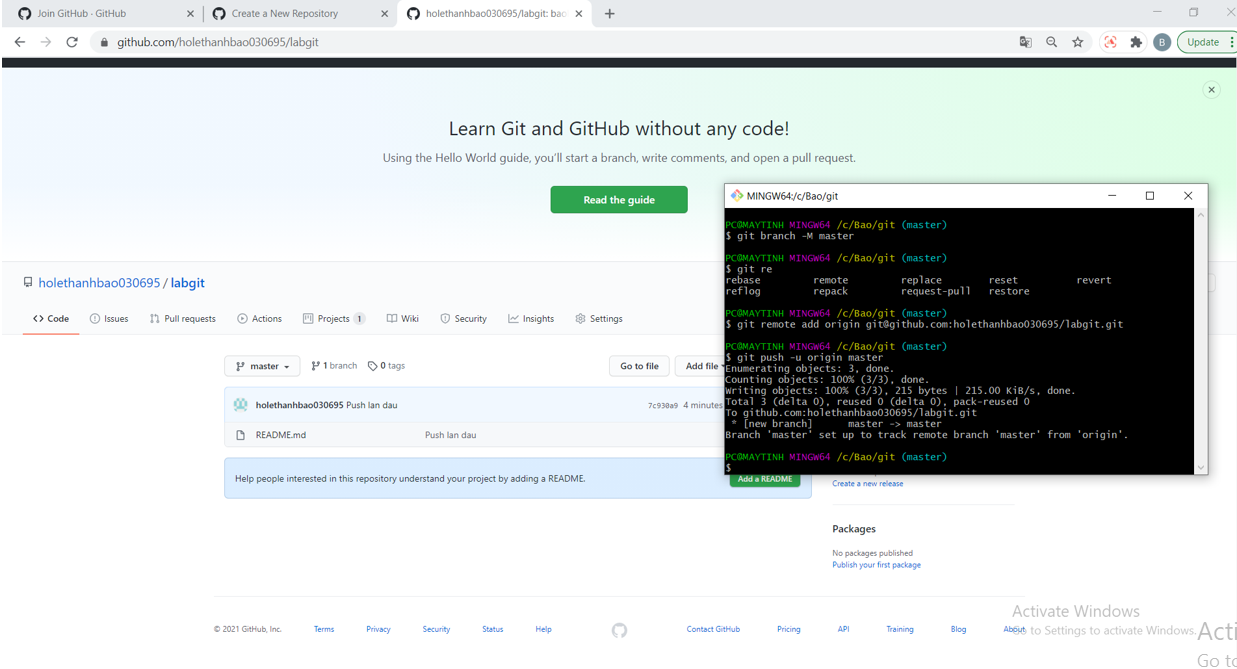 Join GitHub · GitHub
Create a New Repository
holethanhbao030695/labgit: bao
github.com/holethanhbao030695/labgit
B
Update
Learn Git and GitHub without any code!
Using the Hello World guide, you'll start a branch, write comments, and open a pull request.
Read the guide
holethanhbao030695 / labgit
Code
Issues
Pull requests
Actions
Projects 1
Wiki
Security
Insights
Settings
master
1 branch
0 tags
Go to file
Add file
holethanhbao030695 Push lan dau
7c930a9 4 minutes
README.md
Push lan dau
Help people interested in this repository understand your project by adding a README.
Add a README
MINGW64:/c/Bao/git
PC@MAYTINH MINGW64 /c/Bao/git (master)
$ git branch -M master
PC@MAYTINH MINGW64 /c/Bao/git (master)
$ git re
rebase remote replace reset revert
reflog repack request-pull restore
PC@MAYTINH MINGW64 /c/Bao/git (master)
$ git remote add origin git@github.com:holethanhbao030695/labgit.git
PC@MAYTINH MINGW64 /c/Bao/git (master)
$ git push -u origin master
Enumerating objects: 3, done.
Counting objects: 100% (3/3), done.
Writing objects: 100% (3/3), 215 bytes | 215.00 KiB/s, done.
Total 3 (delta 0), reused 0 (delta 0), pack-reused 0
To github.com:holethanhbao030695/labgit.git
* [new branch] master -> master
Branch 'master' set up to track remote branch 'master' from 'origin'.
PC@MAYTINH MINGW64 /c/Bao/git (master)
$
Create a new release
Packages
No packages published
Publish your first package
© 2021 GitHub, Inc.
Terms
Privacy
Security
Status
Help
Contact GitHub
Pricing
API
Training
Blog
About
Activate Windows
to Settings to activate Windows.
Acti
Go to